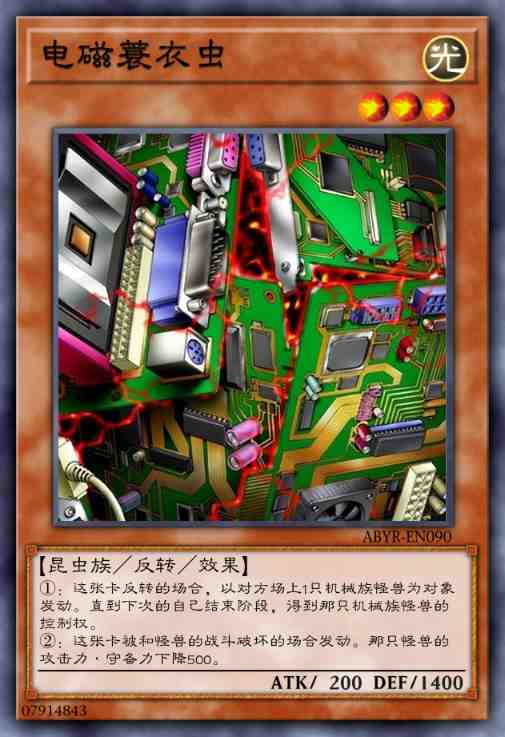 电磁蓑衣虫
光
ABYR-EN090
【昆虫族／反转／效果】
①：这张卡反转的场合，以对方场上1只机械族怪兽为对象
发动。直到下次的自己结束阶段，得到那只机械族怪兽的
控制权。
②：这张卡被和怪兽的战斗破坏的场合发动。那只怪兽的
攻击力·守备力下降500。
ATK/ 200 DEF/1400
07914843